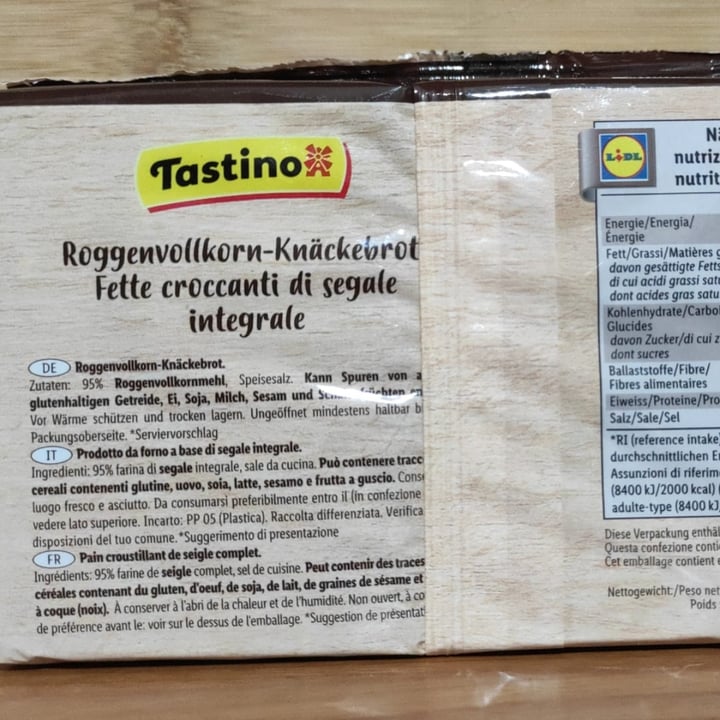 Tastino
Roggenvollkorn-Knäckebrot
Fette croccanti di segale
integrale
DE Roggenvollkorn-Knäckebrot.
Zutaten: 95% Roggenvollkornmehl, Speisesalz. Kann Spuren von a
glutenhaltigen Getreide, Ei, Soja, Milch, Sesam und
Vor Wärme schützen und trocken lagern. Ungeöffnet mindestens haltbar b
Packungsoberseite. *Serviervorschlag
IT Prodotto da forno a base di segale integrale.
Ingredienti: 95% farina di segale integrale, sale da cucina. Può contenere tracc
cereali contenenti glutine, uovo, soia, latte, sesamo e frutta a guscio. Cons
luogo fresco e asciutto. Da consumarsi preferibilmente entro il (in confezione
vedere lato superiore. Incarto: PP 05 (Plastica). Raccolta differenziata. Verifica
disposizioni del tuo comune. *Suggerimento di presentazione
FR Pain croustillant de seigle complet.
Ingrédients: 95% farine de seigle complet, sel de cuisine. Peut contenir des traces
céréales contenant du gluten, d'oeuf, de soja, de lait, de graines de sésame et
à coque (noix). À conserver à l'abri de la chaleur et de l'humidité. Non ouvert, à co
de préférence avant le: voir sur le dessus de l'emballage. *Suggestion de présentat
LIDL
Nä
nutriz
nutrit
Energie/Energia/
Énergie
Fett/Grassi/Matières g
davon gesättigte Fetts
di cui acidi grassi satu
dont acides gras satu
Kohlenhydrate/Carboi
Glucides
davon Zucker/di cui z
dont sucres
Ballaststoffe/Fibre/
Fibres alimentaires
Eiweiss/Proteine/Pro
Salz/Sale/Sel
*RI (reference intake
durchschnittlichen Er
Assunzioni di riferim
(8400 kJ/2000 kcal) (
adulte-type (8400 kJ/
Diese Verpackung enthäl
Questa confezione contie
Cet emballage contient e
Nettogewicht:/Peso net
Poids